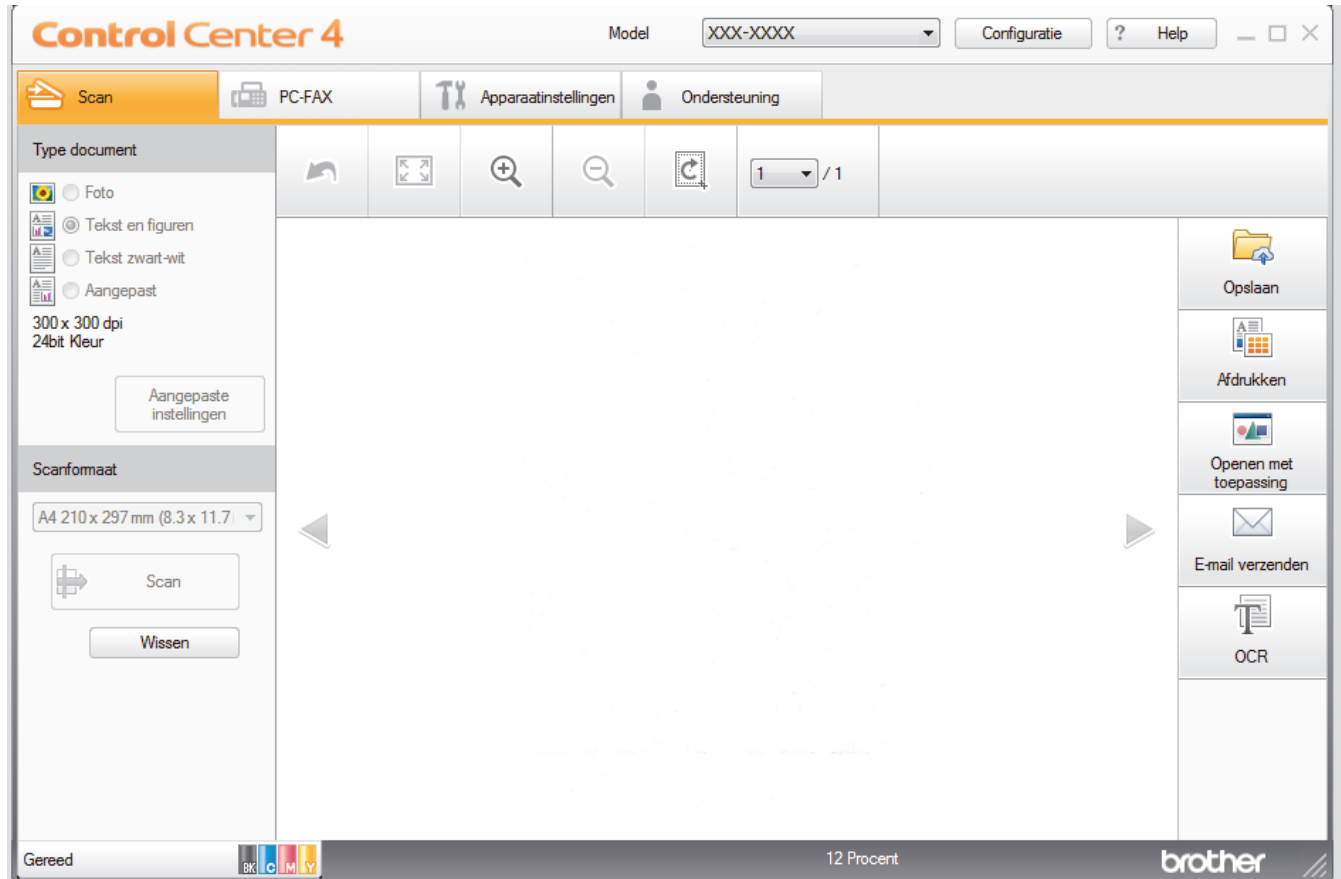 Control Center 4
Model
XXX-XXXX
Configuratie
? Help
Scan
PC-FAX
Apparaatinstellingen
Ondersteuning
Type document
1 / 1
Foto
Tekst en figuren
Tekst zwart-wit
Aangepast
300 x 300 dpi
24bit Kleur
Aangepaste
instellingen
Scanformaat
A4 210 x 297 mm (8.3 x 11.7
Scan
Wissen
Opslaan
Afdrukken
Openen met
toepassing
E-mail verzenden
OCR
Gereed
BK C M Y
12 Procent
brother